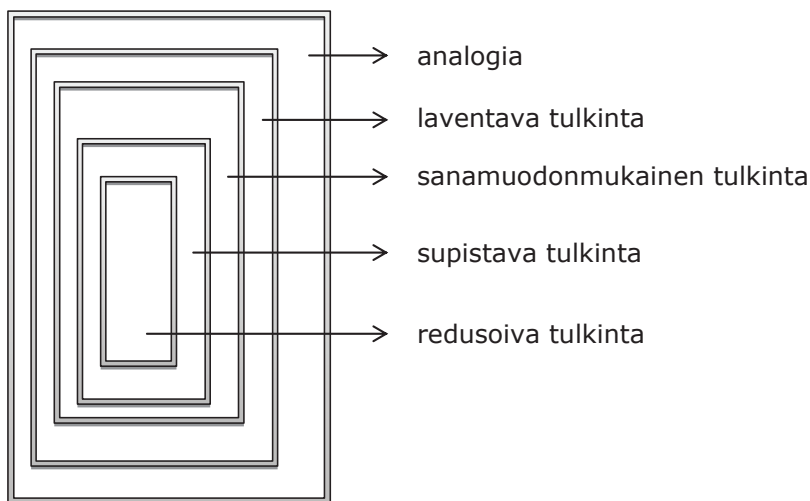 analogia
laventava tulkinta
sanamuodonmukainen tulkinta
supistava tulkinta
redusoiva tulkinta